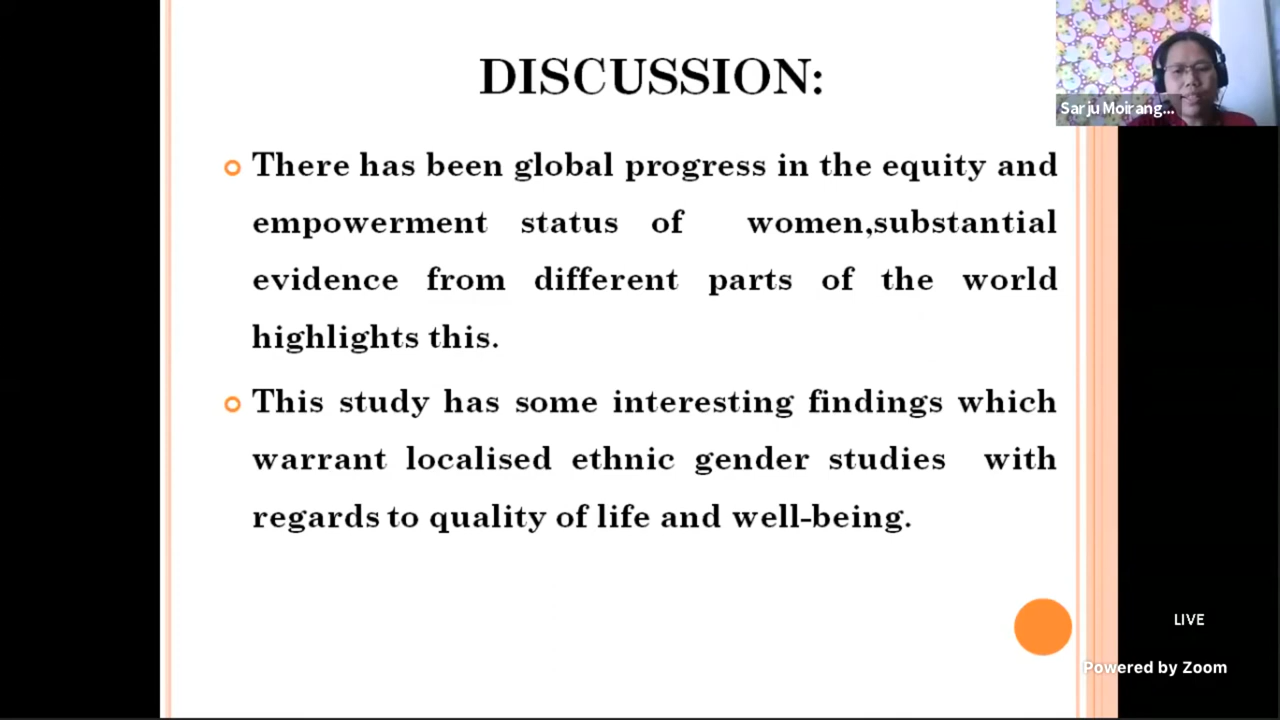 DISCUSSION:
There has been global progress in the equity and
empowerment status of women,substantial
evidence from different parts of the world
highlights this.
This study has some interesting findings which
warrant localised ethnic gender studies with
regards to quality of life and well-being.
Sarju Moirang...
LIVE
Powered by Zoom